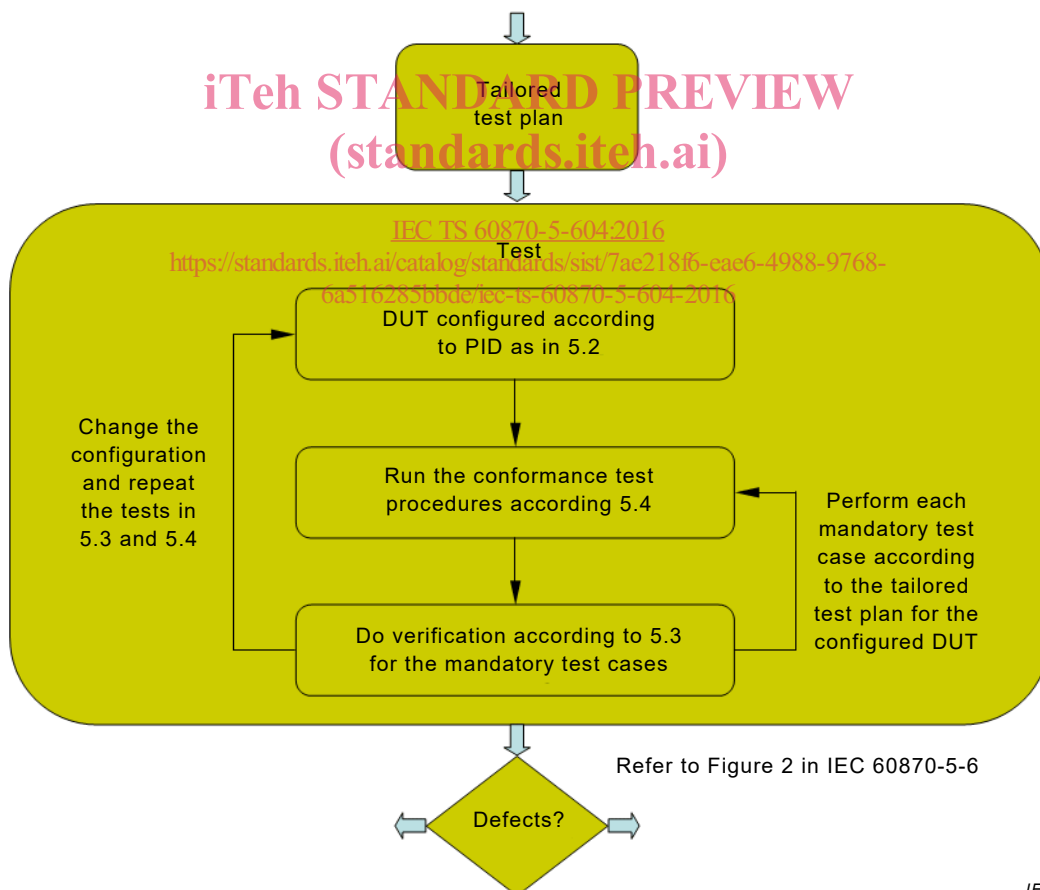 iTeh STANDARD PREVIEW
(standards.iteh.ai)
Tailored
test plan
IEC TS 60870-5-604:2016
https://standards.iteh.ai/catalog/standards/sist/7ae218f6-eae6-4988-9768-
6a516285bbde/iec-ts-60870-5-604-2016
Test
DUT configured according
to PID as in 5.2
Change the
configuration
and repeat
the tests in
5.3 and 5.4
Run the conformance test
procedures according 5.4
Perform each
mandatory test
case according
to the tailored
test plan for the
configured DUT
Do verification according to 5.3
for the mandatory test cases
Refer to Figure 2 in IEC 60870-5-6
Defects?